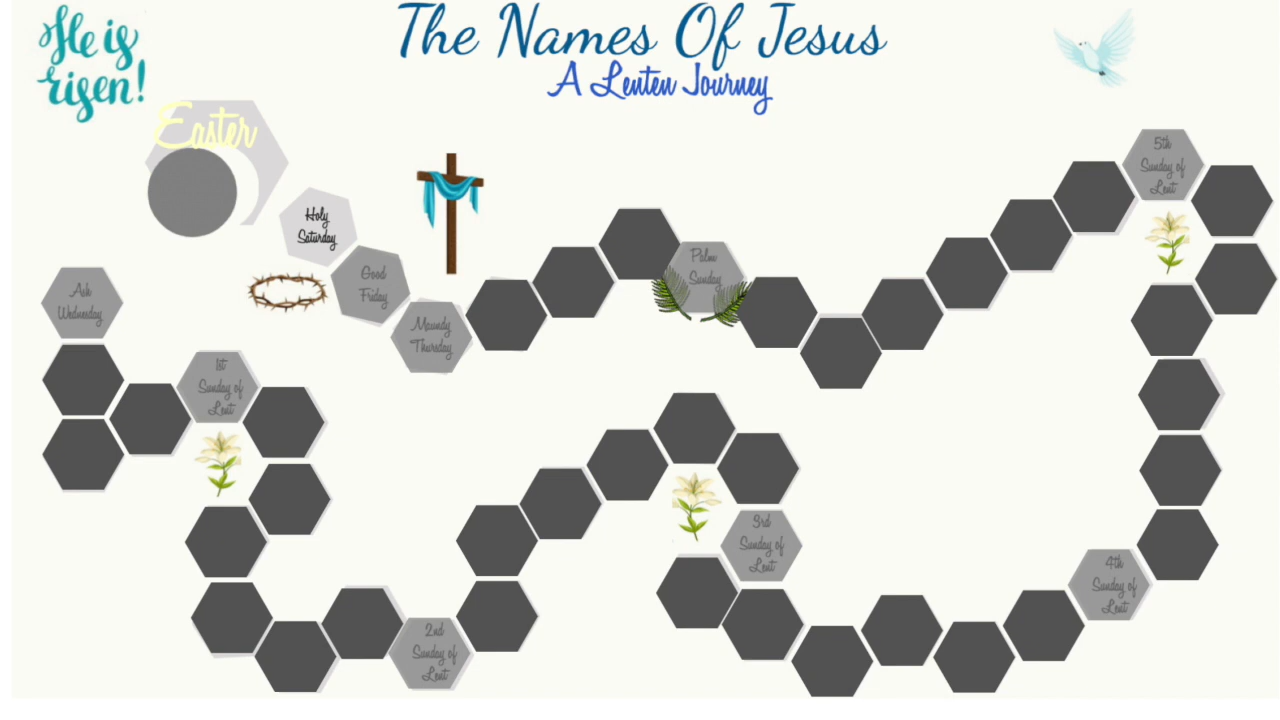 He is
risen!
The Names Of Jesus
A Lenten Journey
Easter
Holy
Saturday
Good
Friday
Maundy
Thursday
Palm
Sunday
5th
Sunday of
Lent
Ash
Wednesday
1st
Sunday of
Lent
2nd
Sunday of
Lent
3rd
Sunday of
Lent
4th
Sunday of
Lent